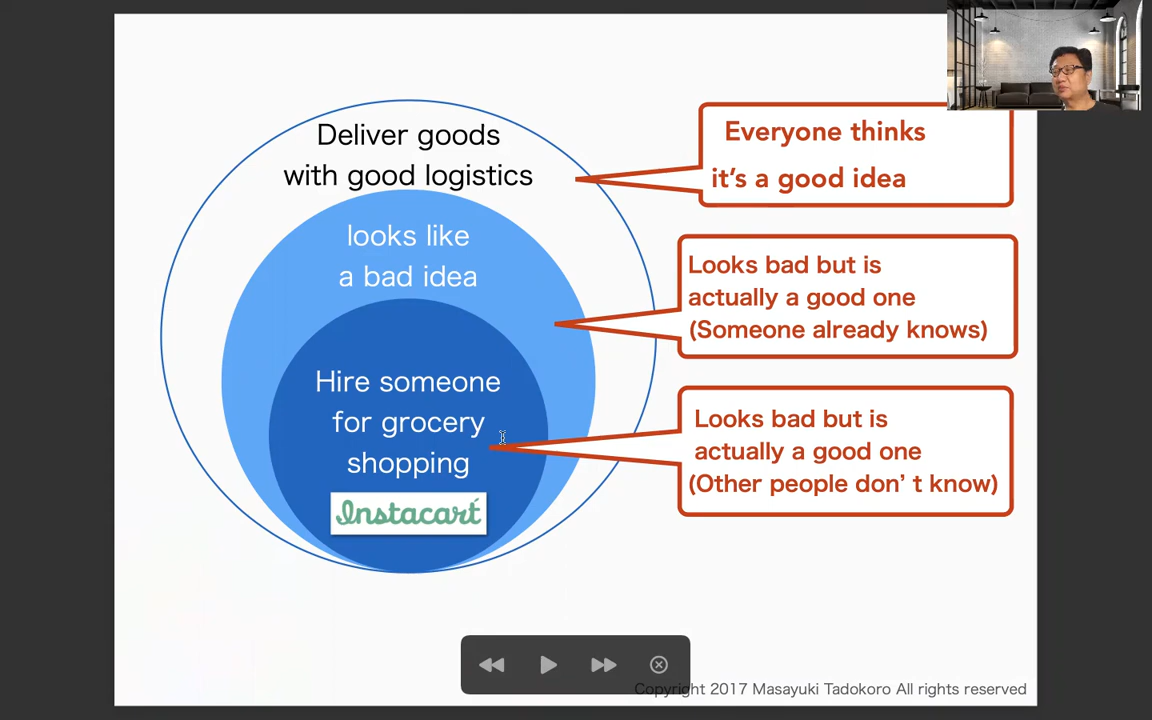 Deliver goods
with good logistics
looks like
a bad idea
Hire someone
for grocery
shopping
Instacart
Everyone thinks
it's a good idea
Looks bad but is
actually a good one
(Someone already knows)
Looks bad but is
actually a good one
(Other people don’ t know)
Copyright 2017 Masayuki Tadokoro All rights reserved